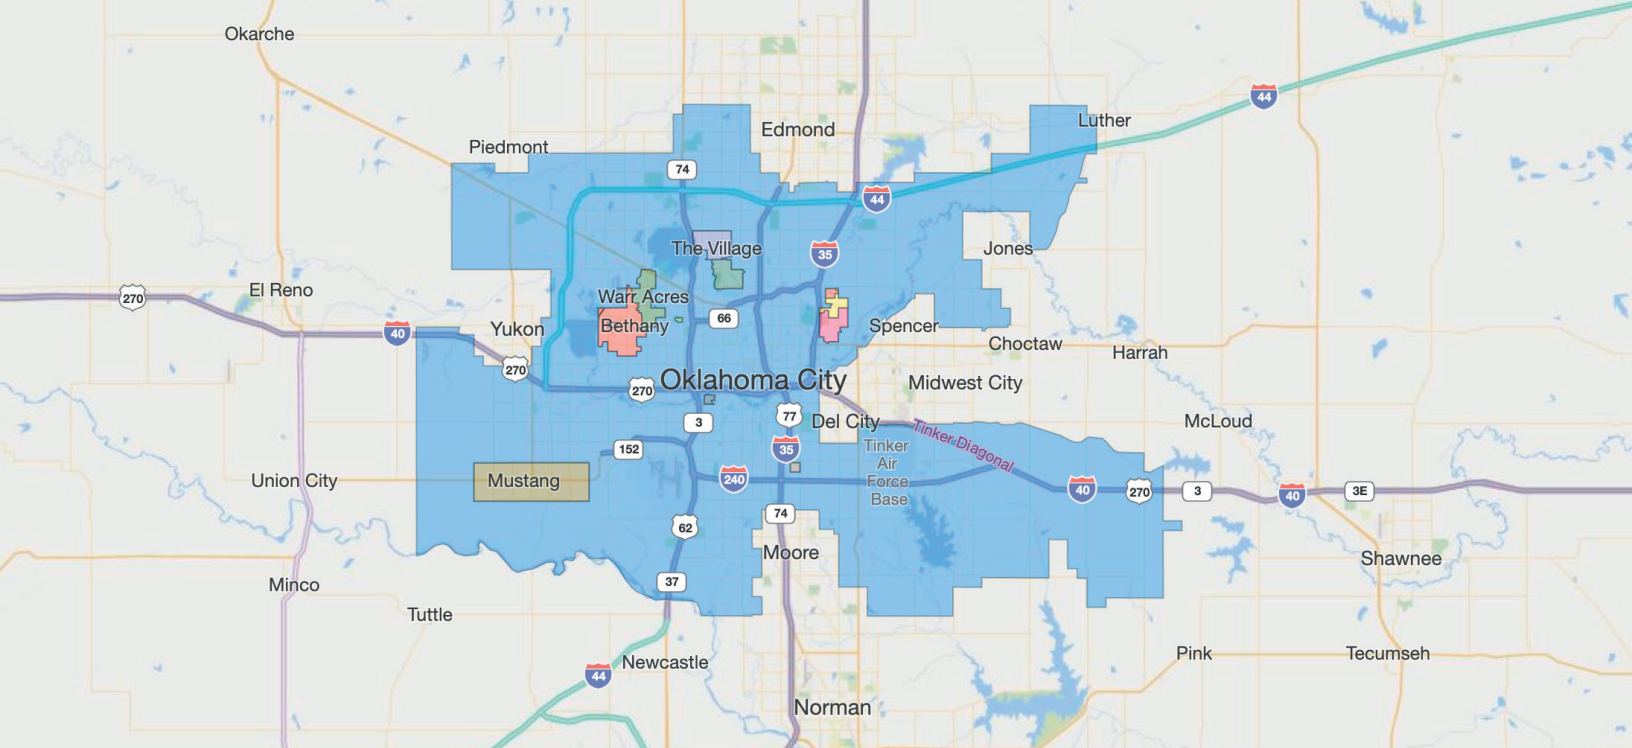 Okarche
44
Luther
Edmond
Piedmont
74
44
The Village
35
Jones
El Reno
270
Warr Acres
66
Bethany
Spencer
Yukon
40
Choctaw
Harrah
270
Oklahoma City
Midwest City
270
77
Del City
3
McLoud
Tinker Diagonal
152
35
Tinker
Air
Force
Base
Union City
Mustang
240
40
270
3
40
3E
74
62
Moore
Shawnee
37
Minco
Tuttle
Pink
Tecumseh
Newcastle
44
Norman